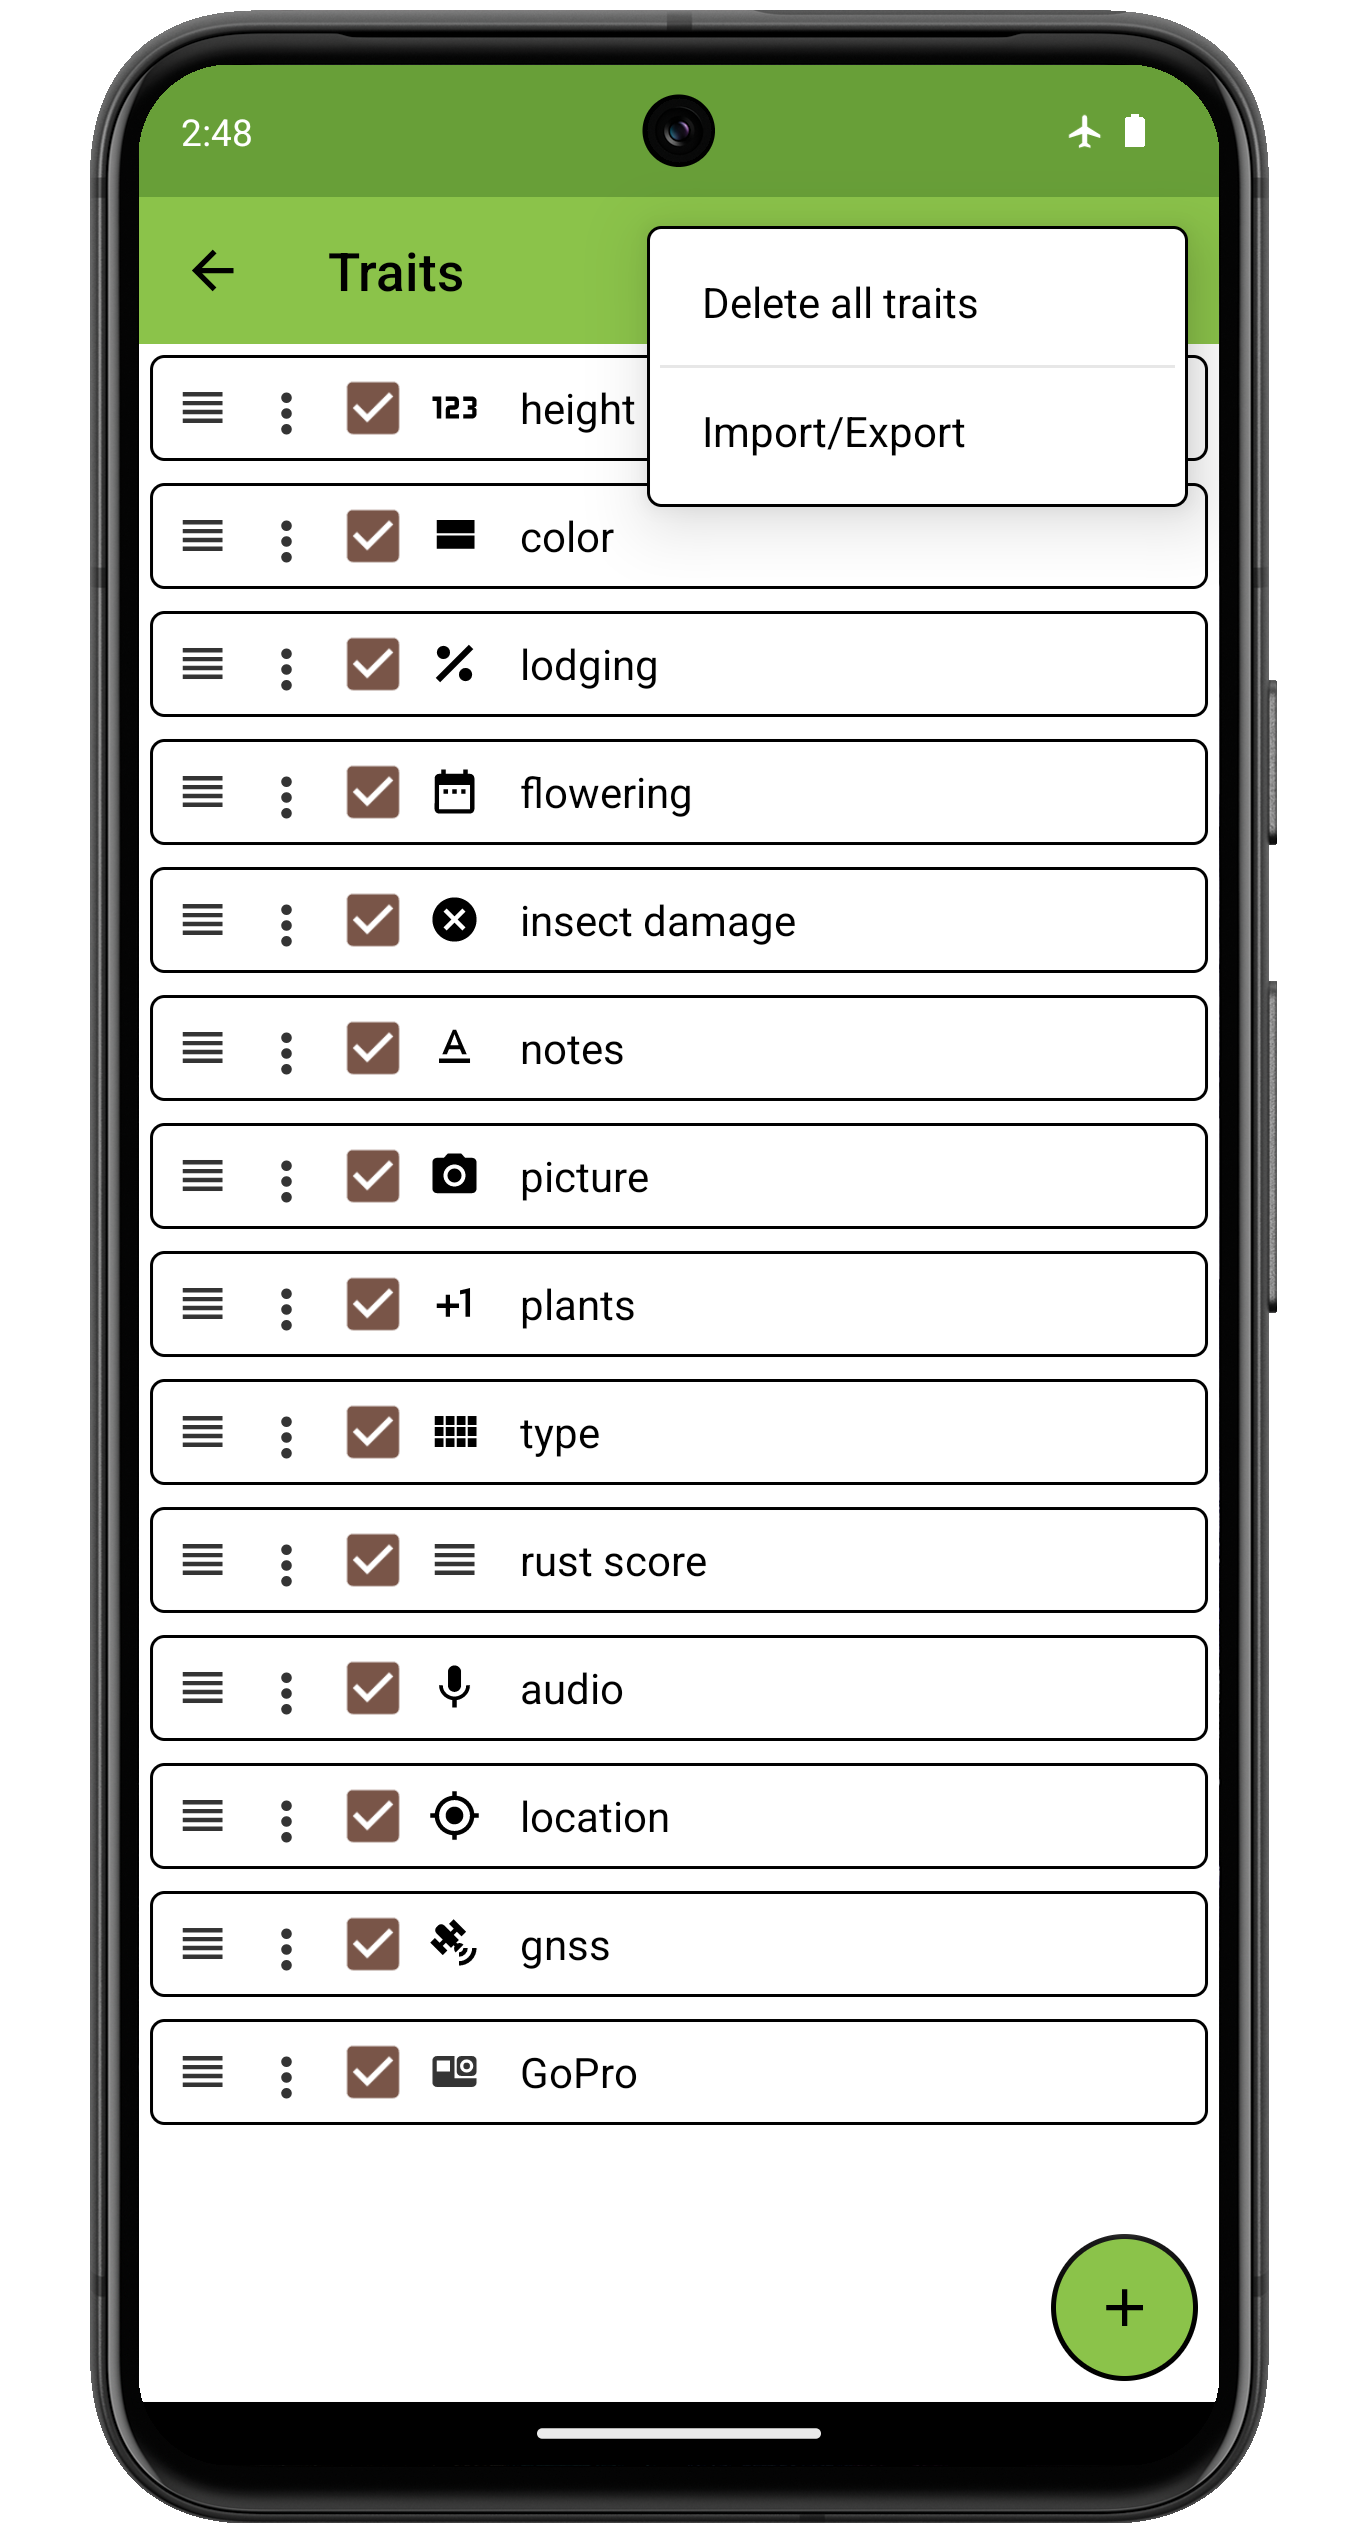 2:48
Traits
Delete all traits
Import/Export
123 height
color
lodging
flowering
insect damage
A notes
picture
+1 plants
type
rust score
audio
location
gnss
GoPro
+